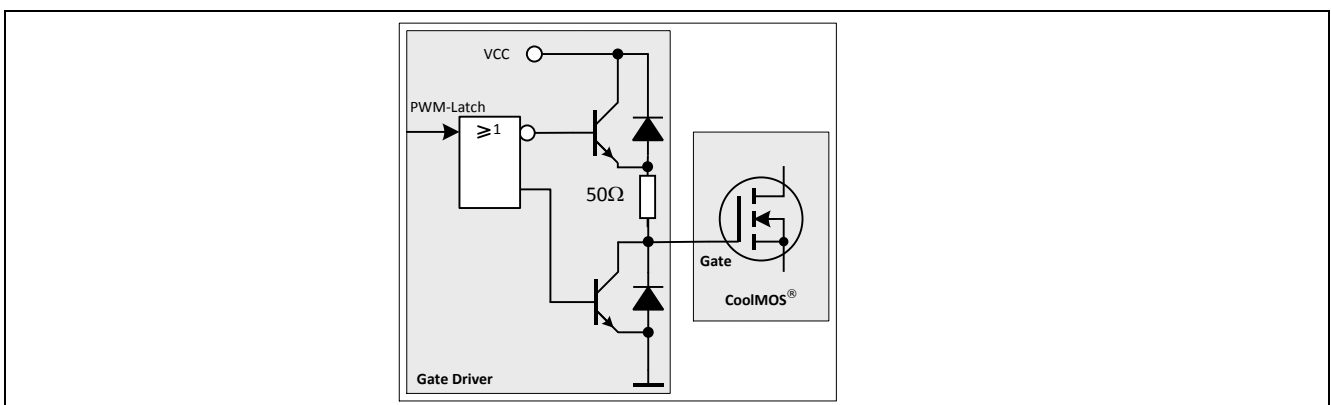 VCC
PWM-Latch
≥1
50Ω
Gate
CoolMOS®
Gate Driver